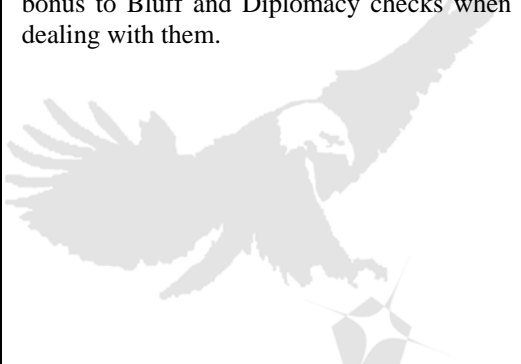 bonus to Bluff and Diplomacy checks when
dealing with them.